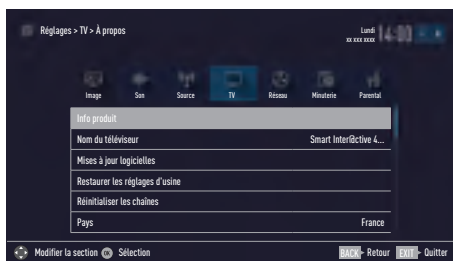 Réglages > TV > À propos
Lundi
xx xxx xxxx
14:00
Image Son Source TV Réseau Minuterie Parental
Info produit
Nom du téléviseur Smart Inter@ctive 4...
Mises à jour logicielles
Restaurer les réglages d'usine
Réinitialiser les chaînes
Pays France
Modifier la section OK Sélection BACK Retour EXIT Quitter